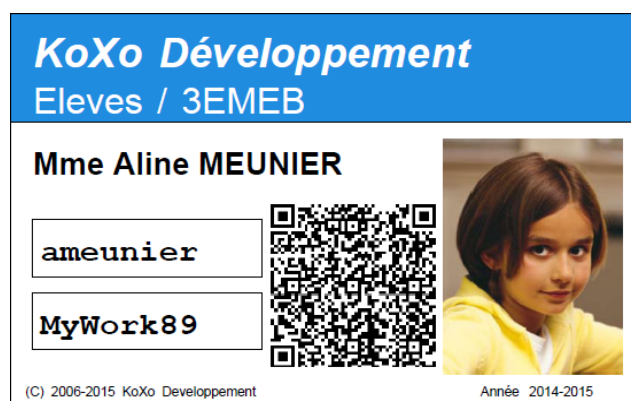 KoXo Développement
Eleves / 3EMEB
Mme Aline MEUNIER
ameunier
MyWork89
(C) 2006-2015 KoXo Developpement
Année 2014-2015